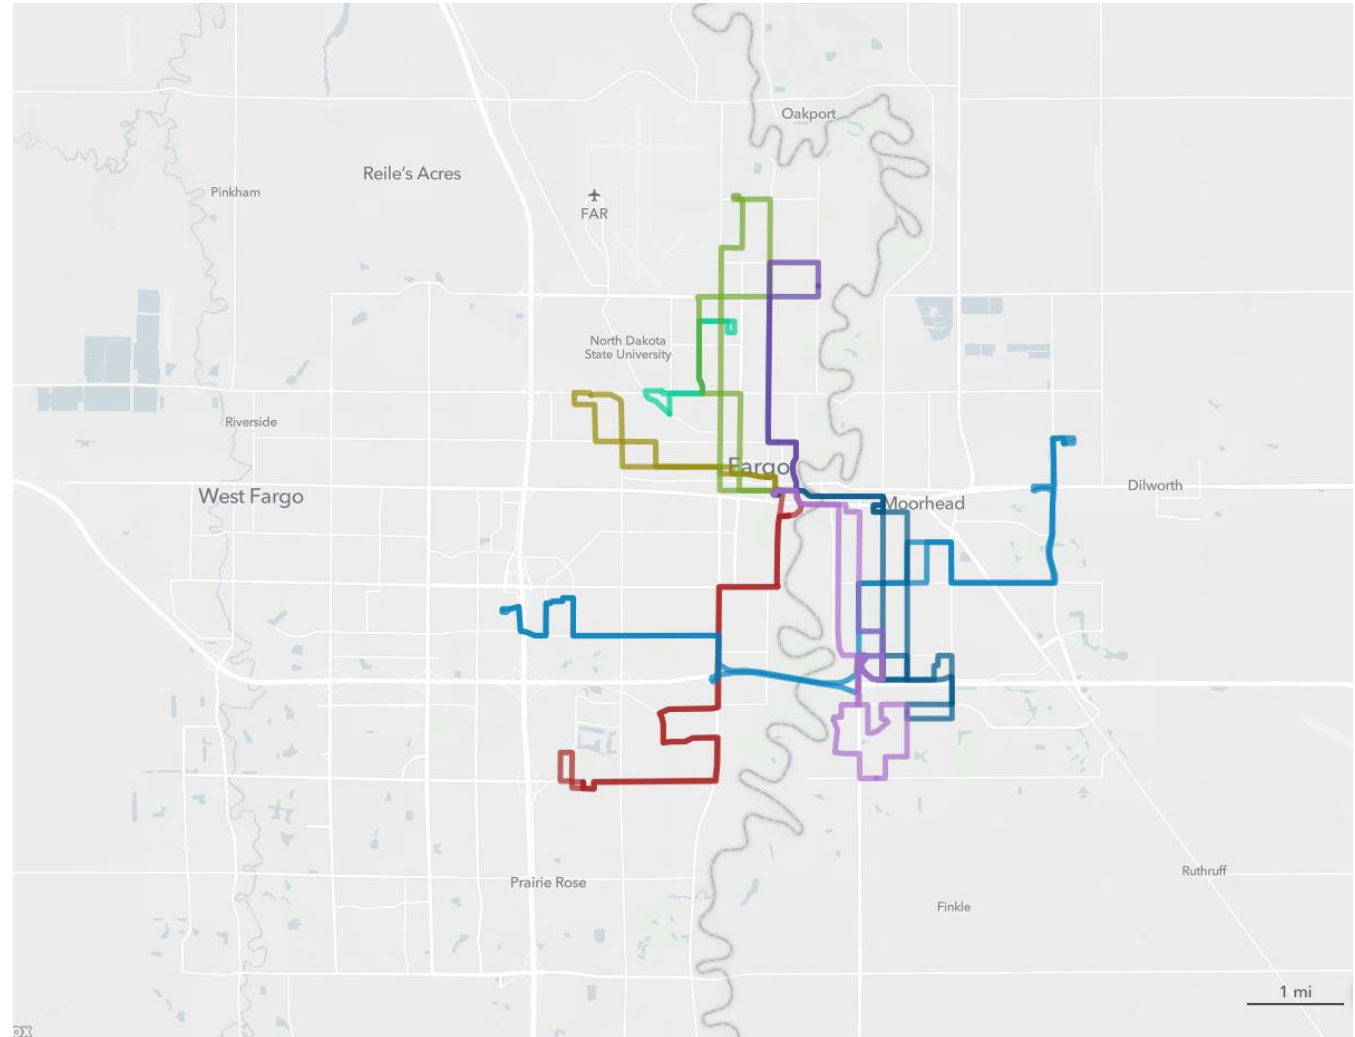 Oakport
Reile's Acres
Pinkham
FAR
North Dakota
State University
Riverside
Fargo
West Fargo
Dilworth
Moorhead
Prairie Rose
Ruthruff
Finkle
1 mi
ox